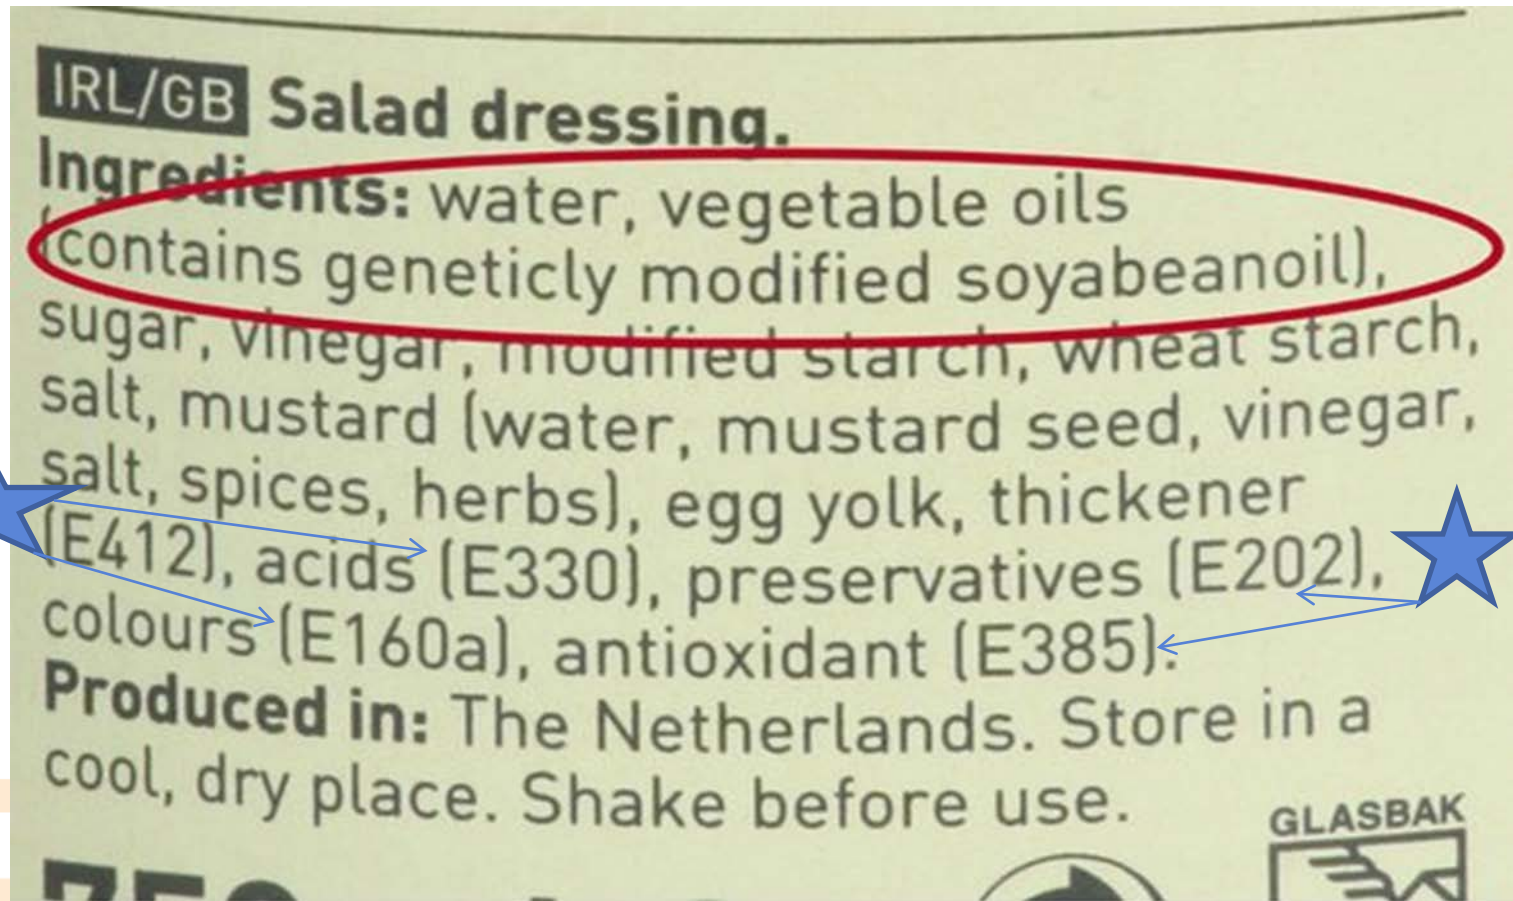 IRL/GB Salad dressing.
Ingredients: water, vegetable oils
(contains geneticly modified soyabeanoil),
sugar, vinegar, modified starch, wheat starch,
salt, mustard (water, mustard seed, vinegar,
salt, spices, herbs), egg yolk, thickener
(E412), acids (E330), preservatives (E202),
colours (E160a), antioxidant (E385).
Produced in: The Netherlands. Store in a
cool, dry place. Shake before use.
GLASBAK